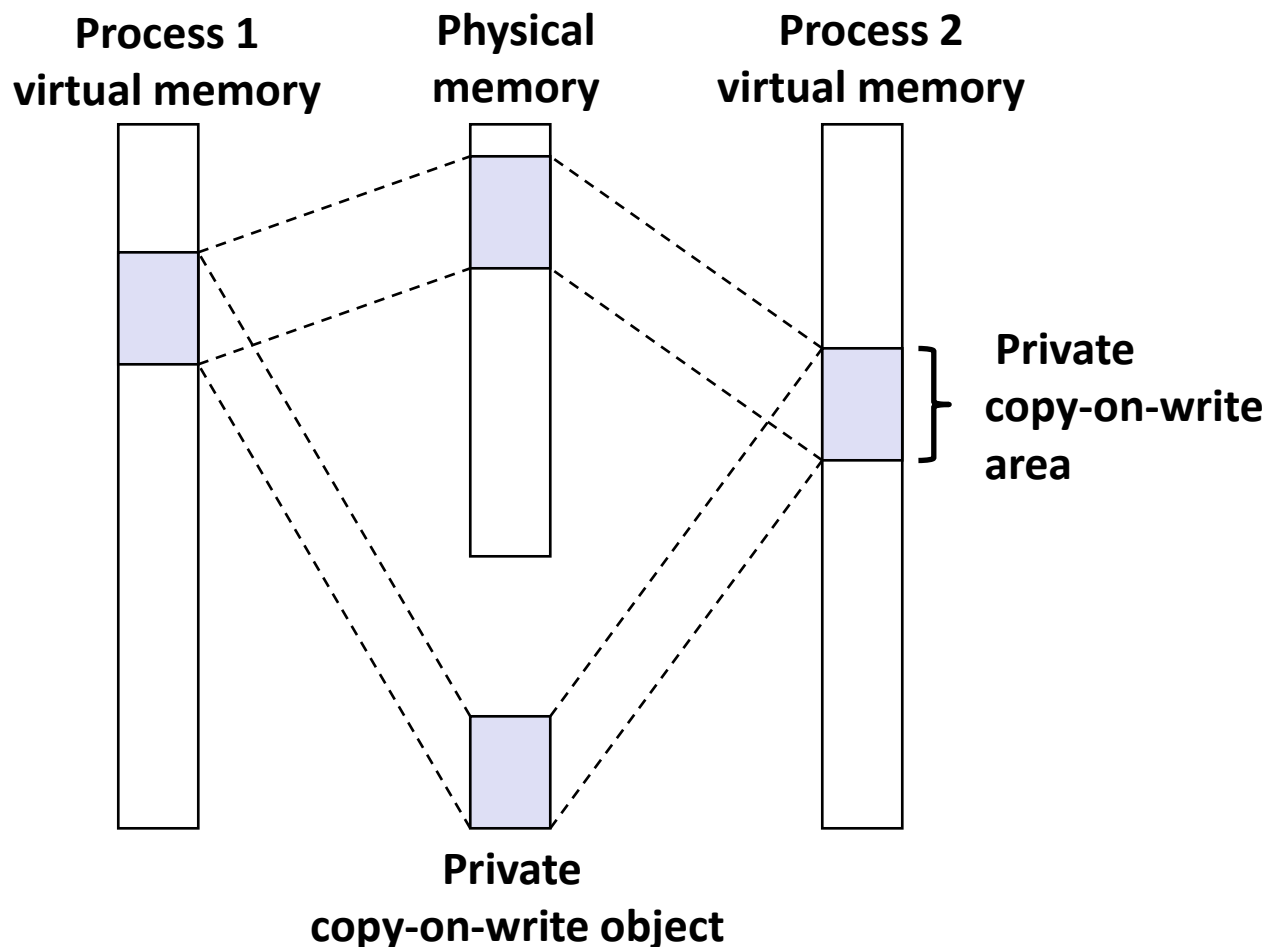 Process 1
virtual memory
Physical
memory
Process 2
virtual memory
Private
copy-on-write
area
Private
copy-on-write object